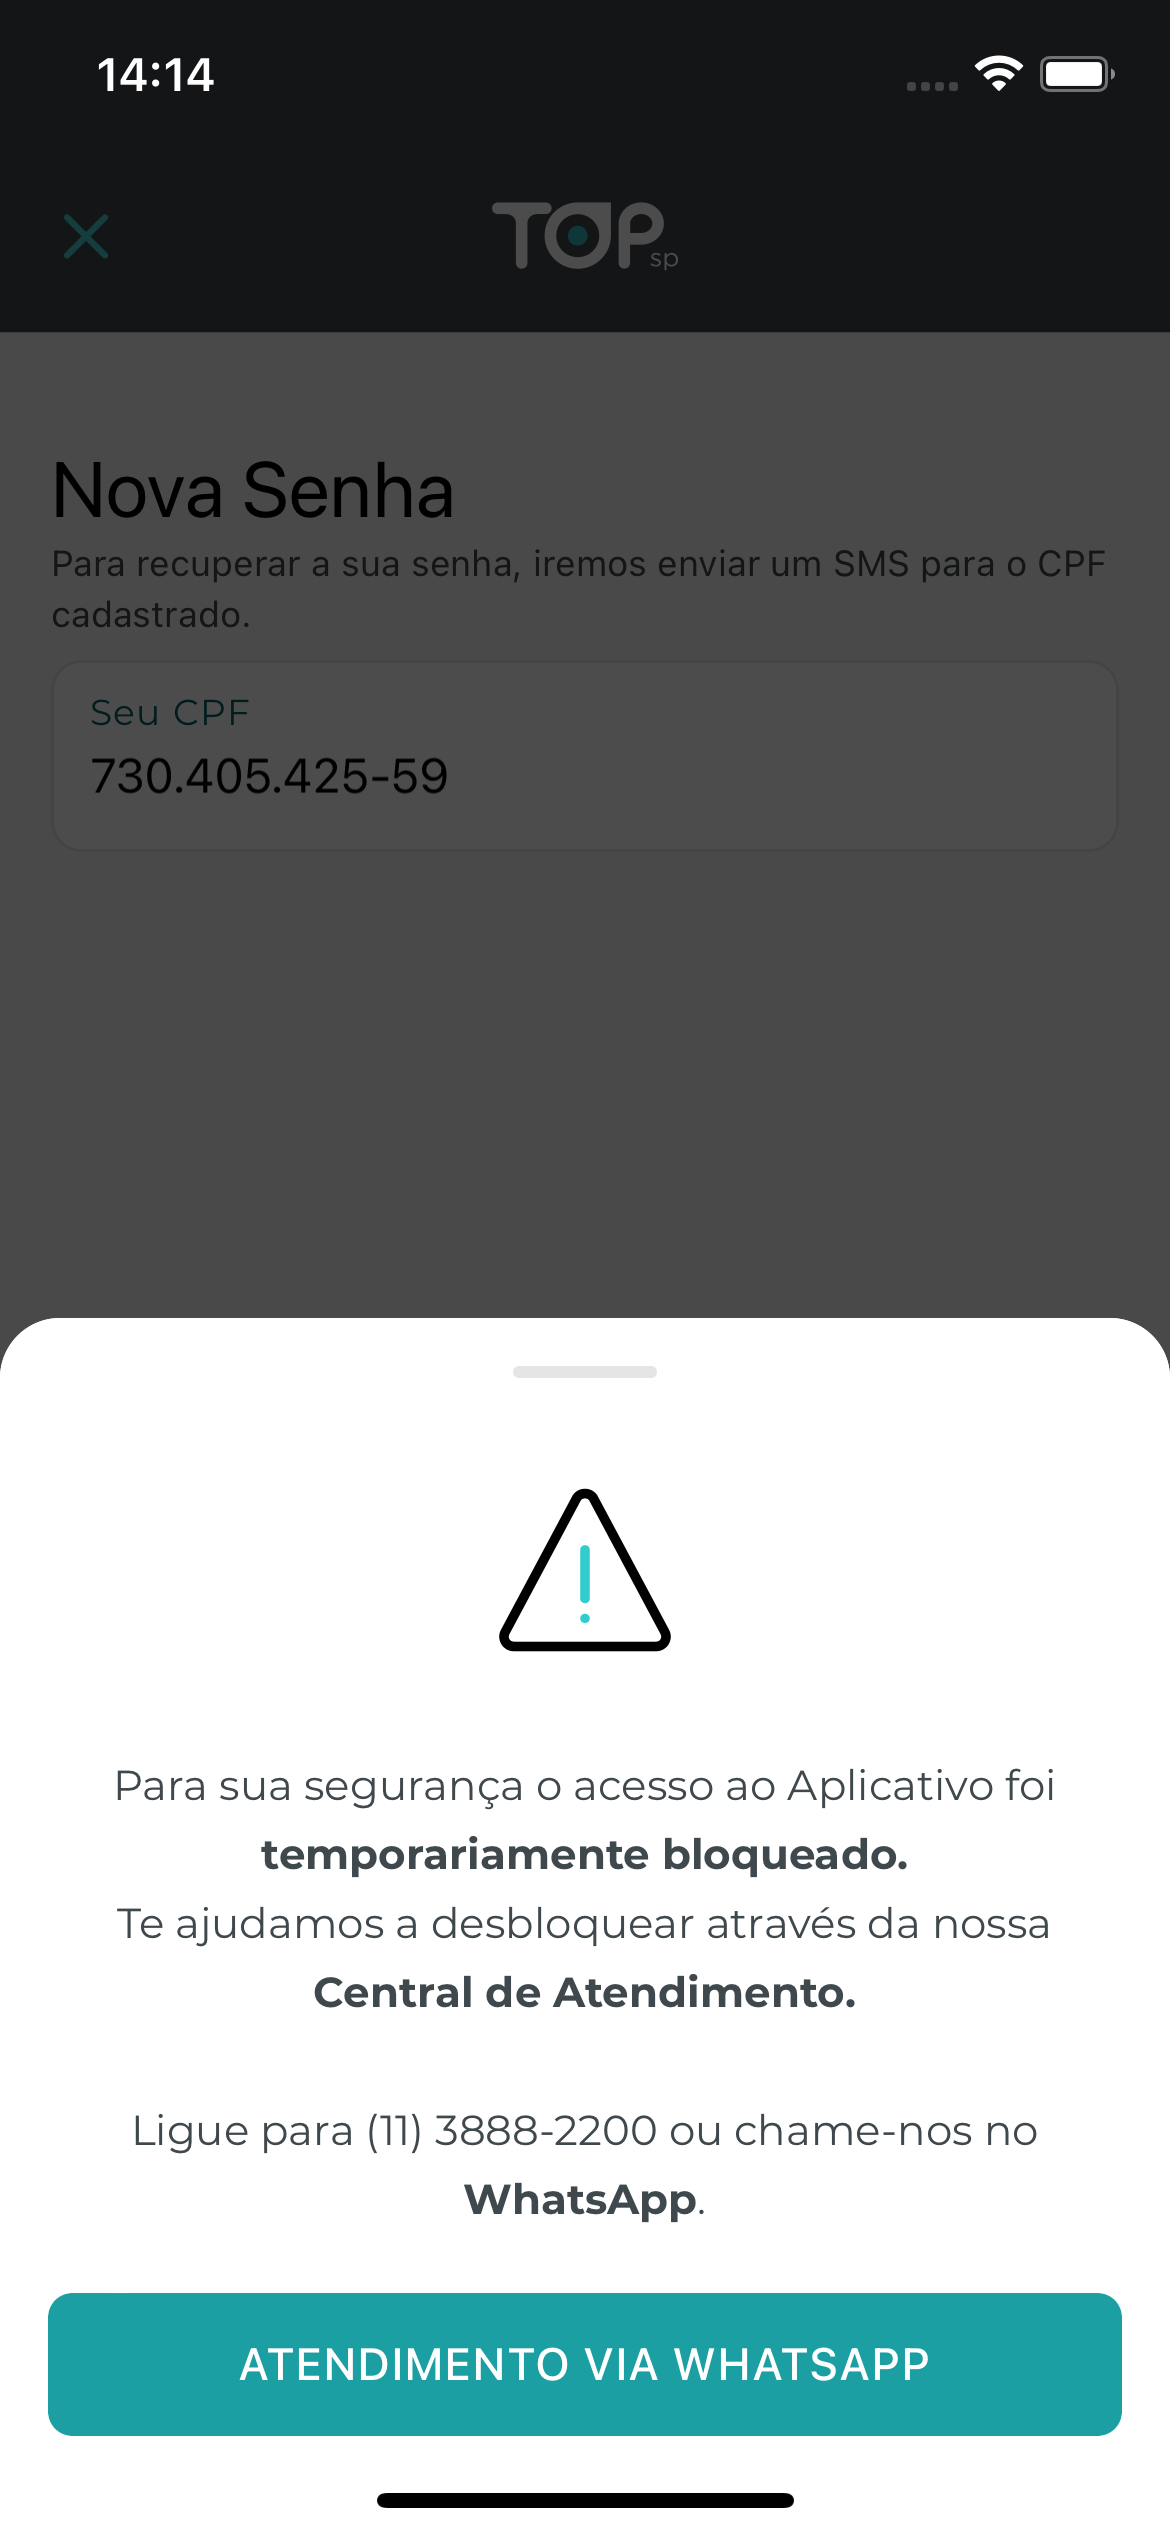 14:14
TOP sp
Nova Senha
Para recuperar a sua senha, iremos enviar um SMS para o CPF
cadastrado.
Seu CPF
730.405.425-59
Para sua segurança o acesso ao Aplicativo foi
temporariamente bloqueado.
Te ajudamos a desbloquear através da nossa
Central de Atendimento.
Ligue para (11) 3888-2200 ou chame-nos no
WhatsApp.
ATENDIMENTO VIA WHATSAPP